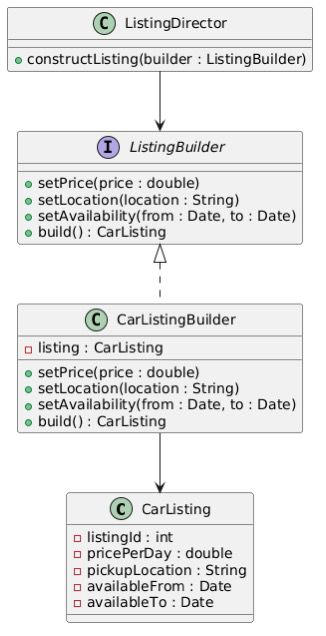 C ListingDirector
constructListing(builder : ListingBuilder)
I ListingBuilder
setPrice(price : double)
setLocation(location : String)
setAvailability(from : Date, to : Date)
build() : CarListing
C CarListingBuilder
listing : CarListing
setPrice(price : double)
setLocation(location : String)
setAvailability(from : Date, to : Date)
build() : CarListing
C CarListing
listingId : int
pricePerDay : double
pickupLocation : String
availableFrom : Date
availableTo : Date